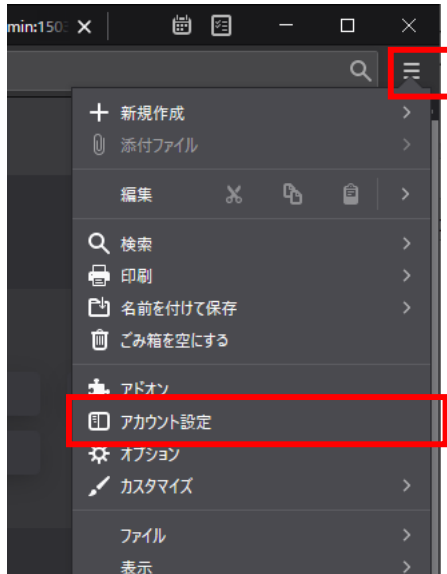 min:1503
新規作成
添付ファイル
編集
検索
印刷
名前を付けて保存
ごみ箱を空にする
アドオン
アカウント設定
オプション
カスタマイズ
ファイル
表示